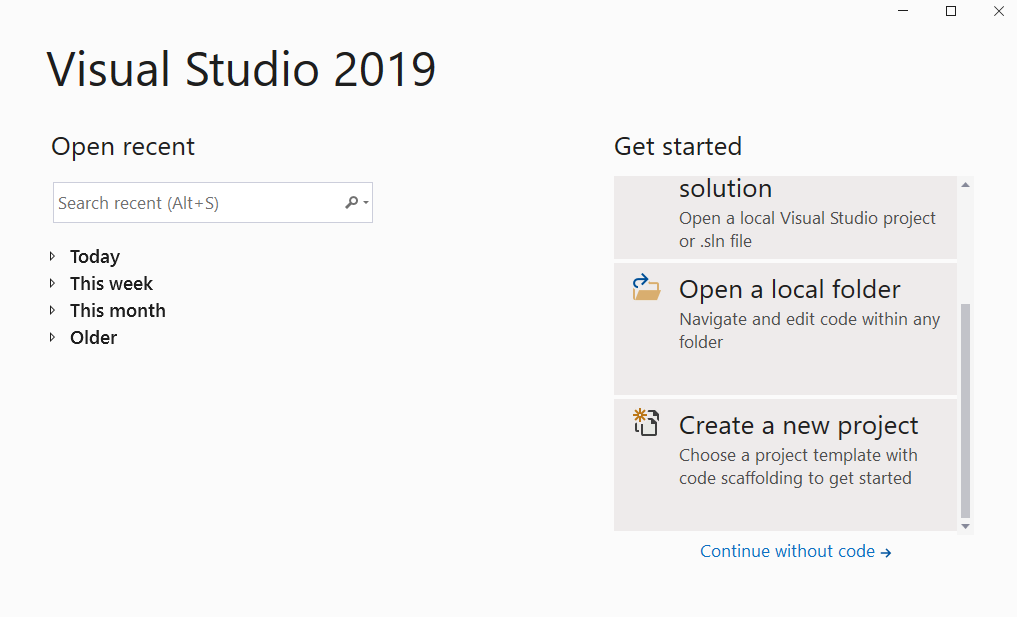 Visual Studio 2019
Open recent
Search recent (Alt+S)
Today
This week
This month
Older
Get started
solution
Open a local Visual Studio project
or .sln file
Open a local folder
Navigate and edit code within any
folder
Create a new project
Choose a project template with
code scaffolding to get started
Continue without code →